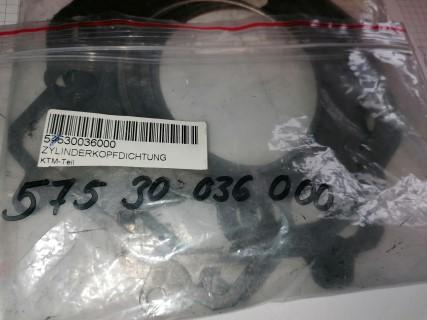 57530036000
ZYLINDERKOPFDICHTUNG
KTM-Teil
575 30 036 000